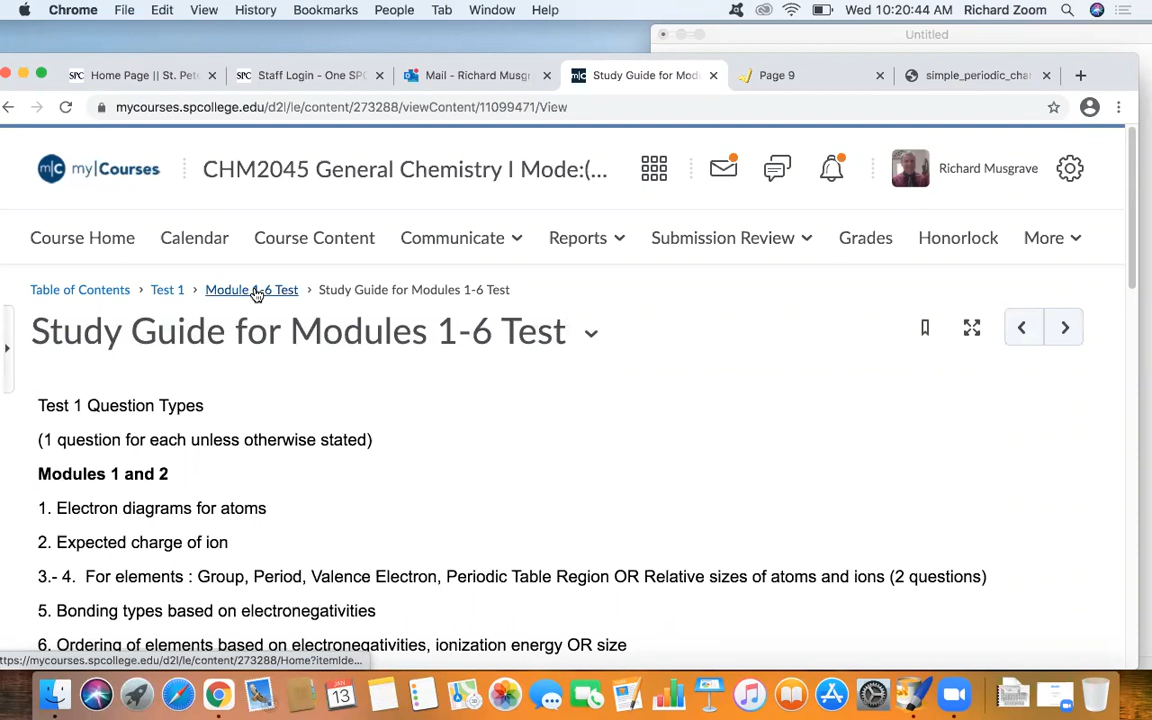 Chrome File Edit View History Bookmarks People Tab Window Help Wed 10:20:44 AM Richard Zoom
Untitled
SPC Home Page || St. Pete SPC Staff Login - One SPC Mail - Richard Musgr m|C Study Guide for Mod Page 9 simple_periodic_cha
mycourses.spcollege.edu/d2l/le/content/273288/viewContent/11099471/View
m|C my|Courses CHM2045 General Chemistry I Mode:(... Richard Musgrave
Course Home Calendar Course Content Communicate Reports Submission Review Grades Honorlock More
Table of Contents › Test 1 › Module 1-6 Test › Study Guide for Modules 1-6 Test
Study Guide for Modules 1-6 Test
Test 1 Question Types
(1 question for each unless otherwise stated)
Modules 1 and 2
1. Electron diagrams for atoms
2. Expected charge of ion
3.- 4. For elements : Group, Period, Valence Electron, Periodic Table Region OR Relative sizes of atoms and ions (2 questions)
5. Bonding types based on electronegativities
6. Ordering of elements based on electronegativities, ionization energy OR size
ttps://mycourses.spcollege.edu/d2l/le/content/273288/Home?itemIde...
13